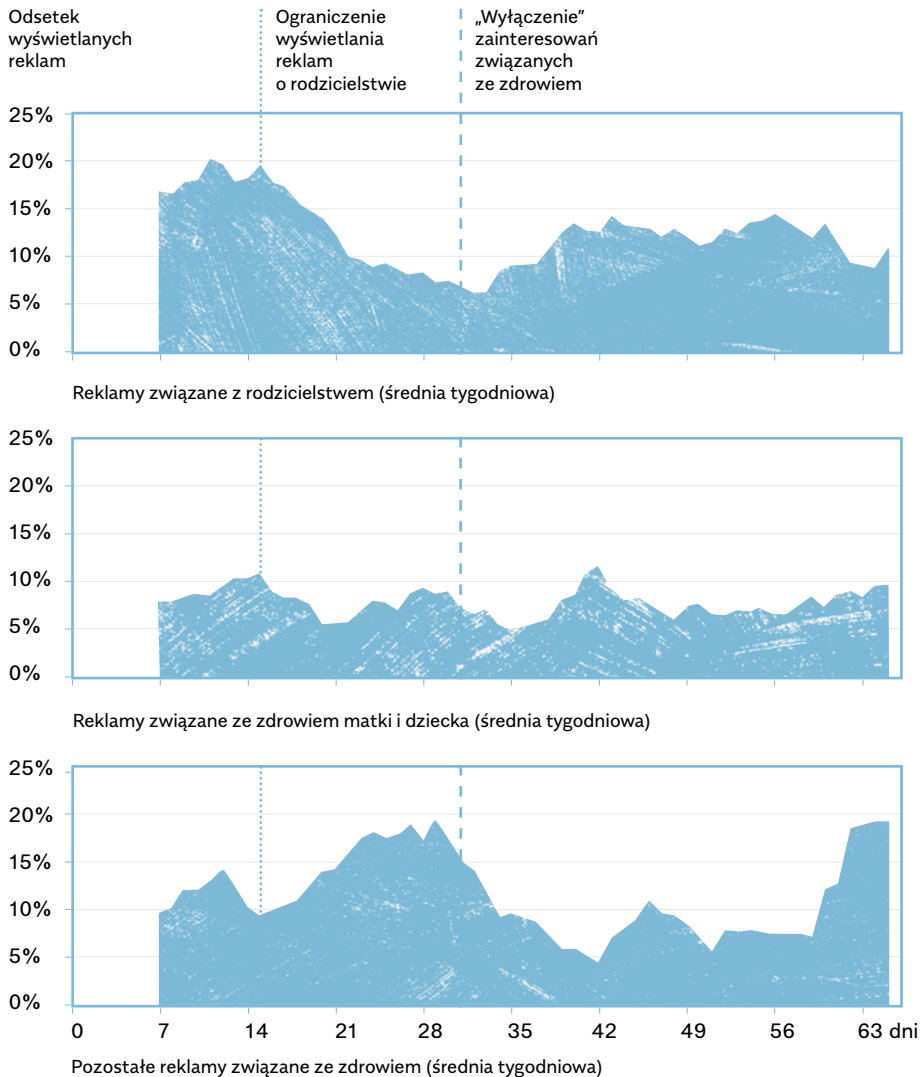 Odsetek
wyświetlanych
reklam
Ograniczenie
wyświetlania
reklam
o rodzicielstwie
„Wyłączenie”
zainteresowań
związanych
ze zdrowiem
25%
20%
15%
10%
5%
0%
Reklamy związane z rodzicielstwem (średnia tygodniowa)
25%
20%
15%
10%
5%
0%
Reklamy związane ze zdrowiem matki i dziecka (średnia tygodniowa)
25%
20%
15%
10%
5%
0%
0 7 14 21 28 35 42 49 56 63 dni
Pozostałe reklamy związane ze zdrowiem (średnia tygodniowa)